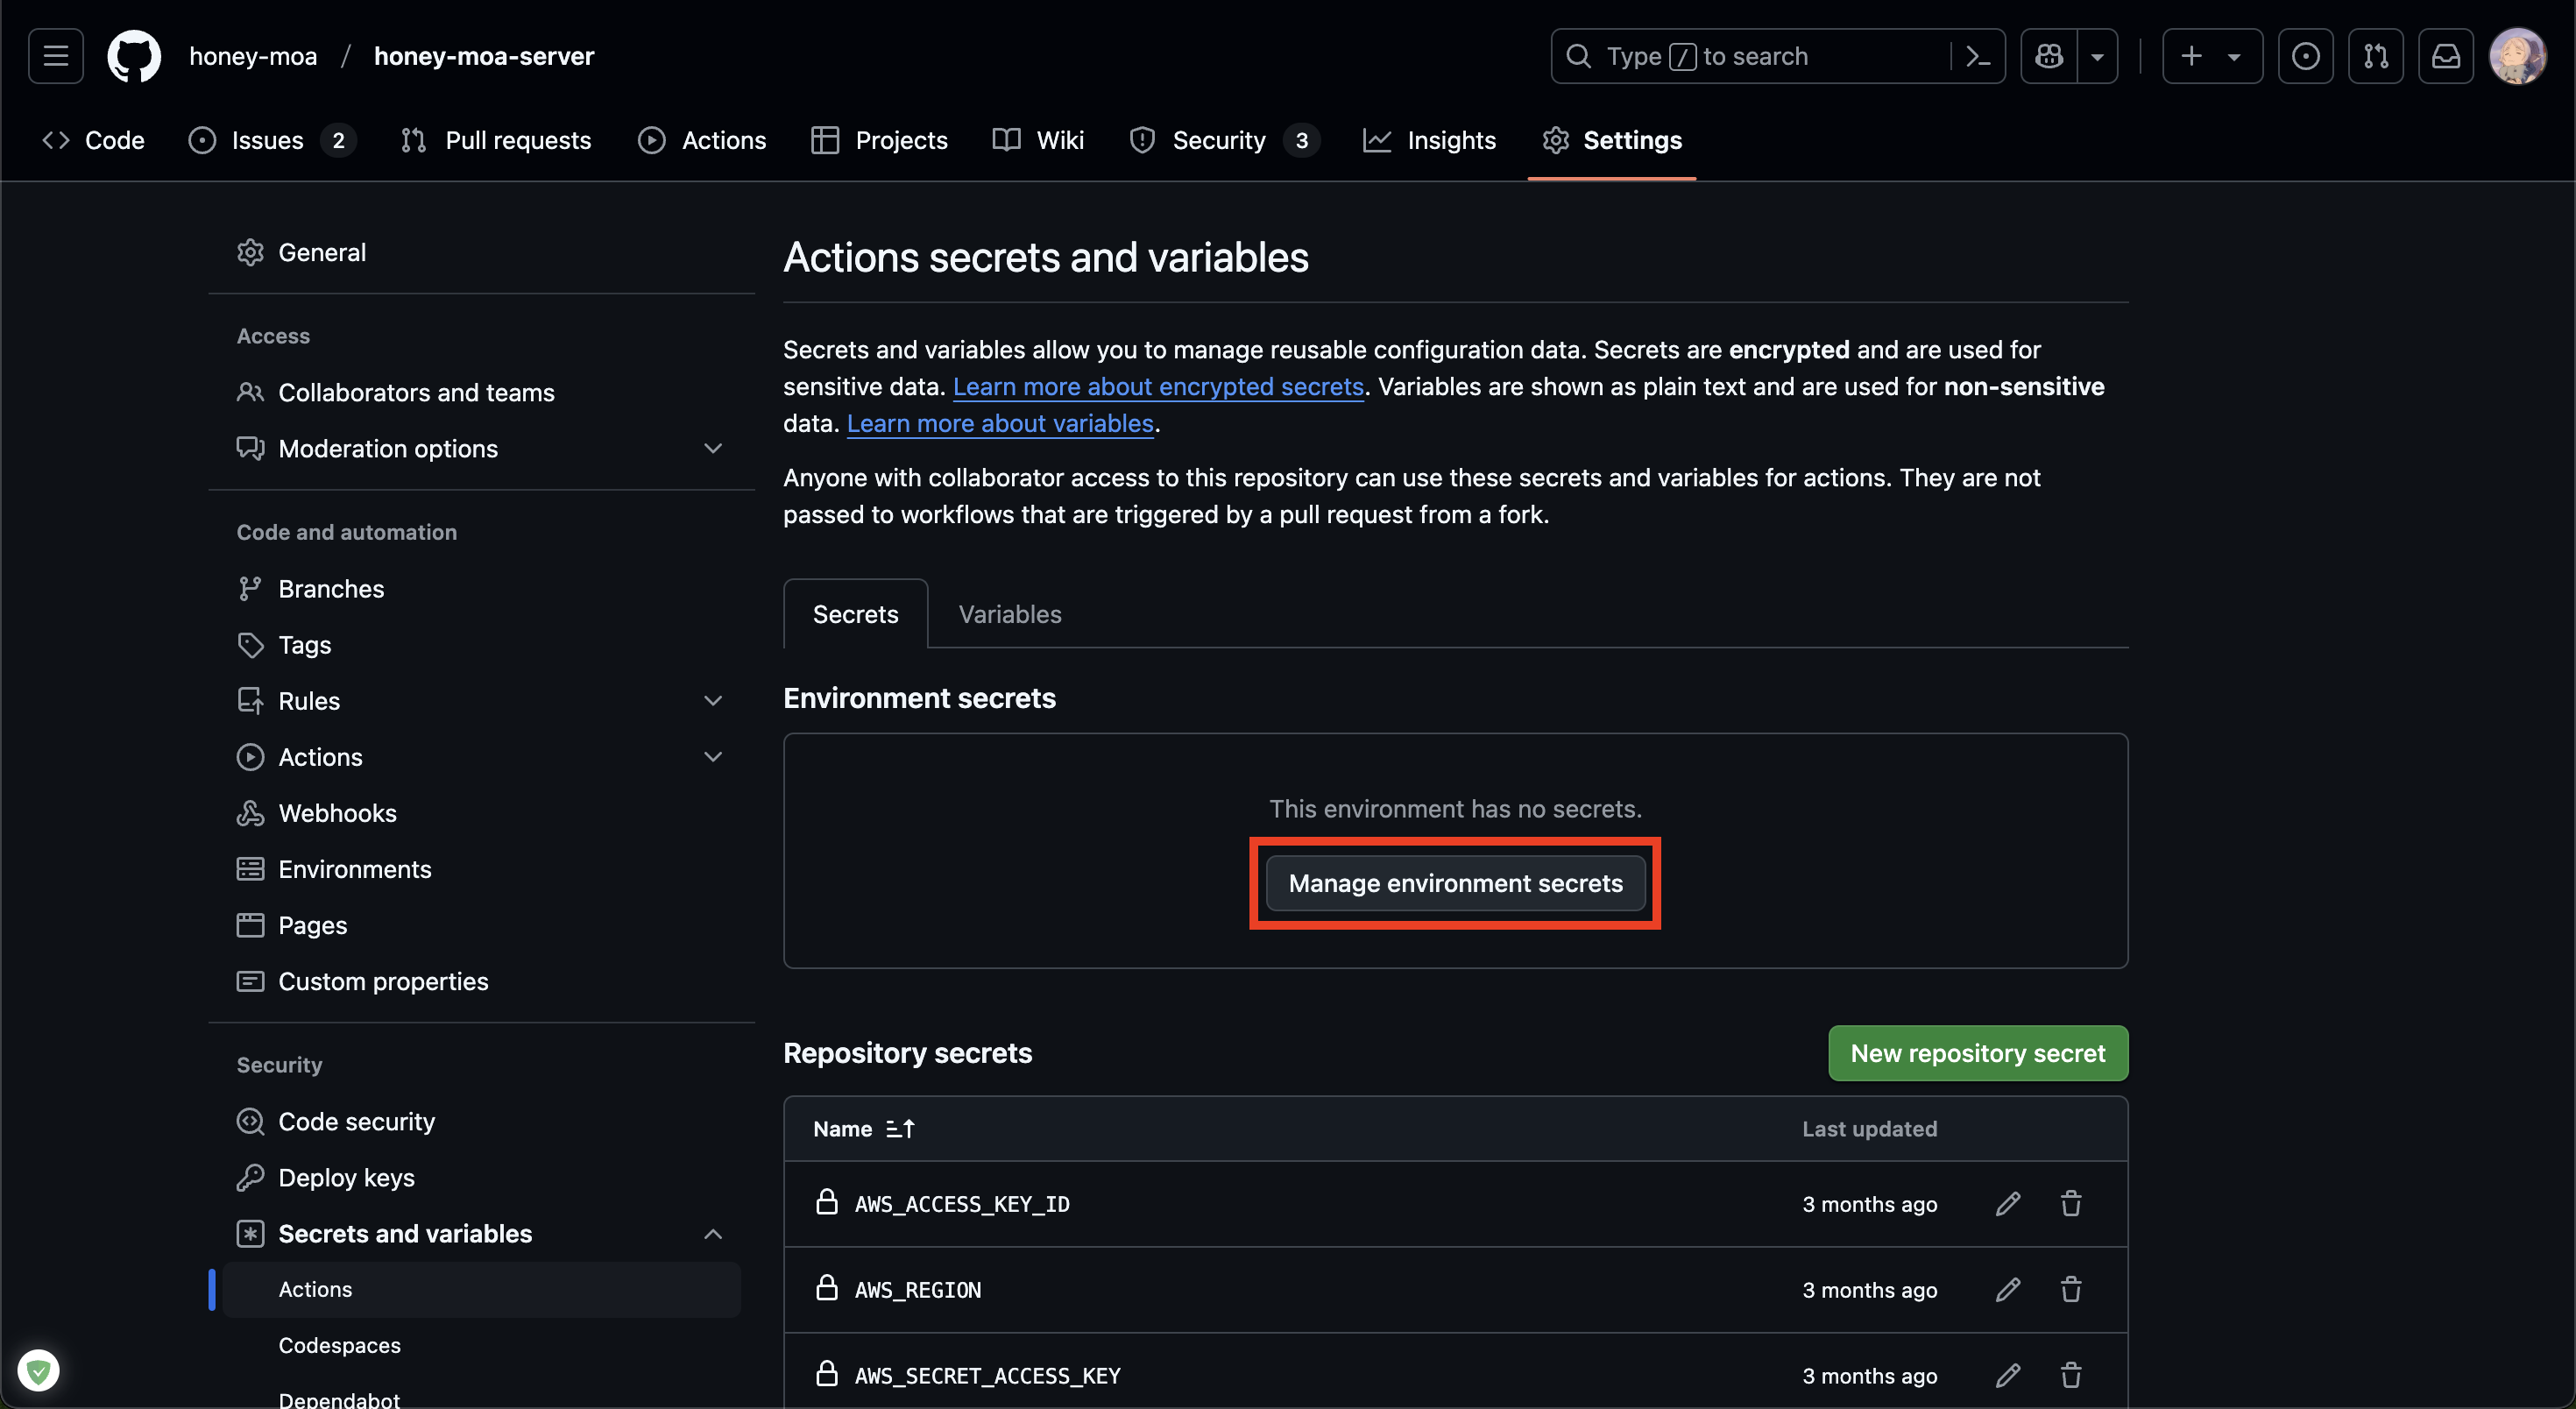 honey-moa / honey-moa-server
Type / to search
Code
Issues 2
Pull requests
Actions
Projects
Wiki
Security 3
Insights
Settings
General
Access
Collaborators and teams
Moderation options
Code and automation
Branches
Tags
Rules
Actions
Webhooks
Environments
Pages
Custom properties
Security
Code security
Deploy keys
Secrets and variables
Actions
Codespaces
Dependabot
Actions secrets and variables
Secrets and variables allow you to manage reusable configuration data. Secrets are encrypted and are used for
sensitive data. Learn more about encrypted secrets. Variables are shown as plain text and are used for non-sensitive
data. Learn more about variables.
Anyone with collaborator access to this repository can use these secrets and variables for actions. They are not
passed to workflows that are triggered by a pull request from a fork.
Secrets
Variables
Environment secrets
This environment has no secrets.
Manage environment secrets
Repository secrets
New repository secret
Name
Last updated
AWS_ACCESS_KEY_ID 3 months ago
AWS_REGION 3 months ago
AWS_SECRET_ACCESS_KEY 3 months ago